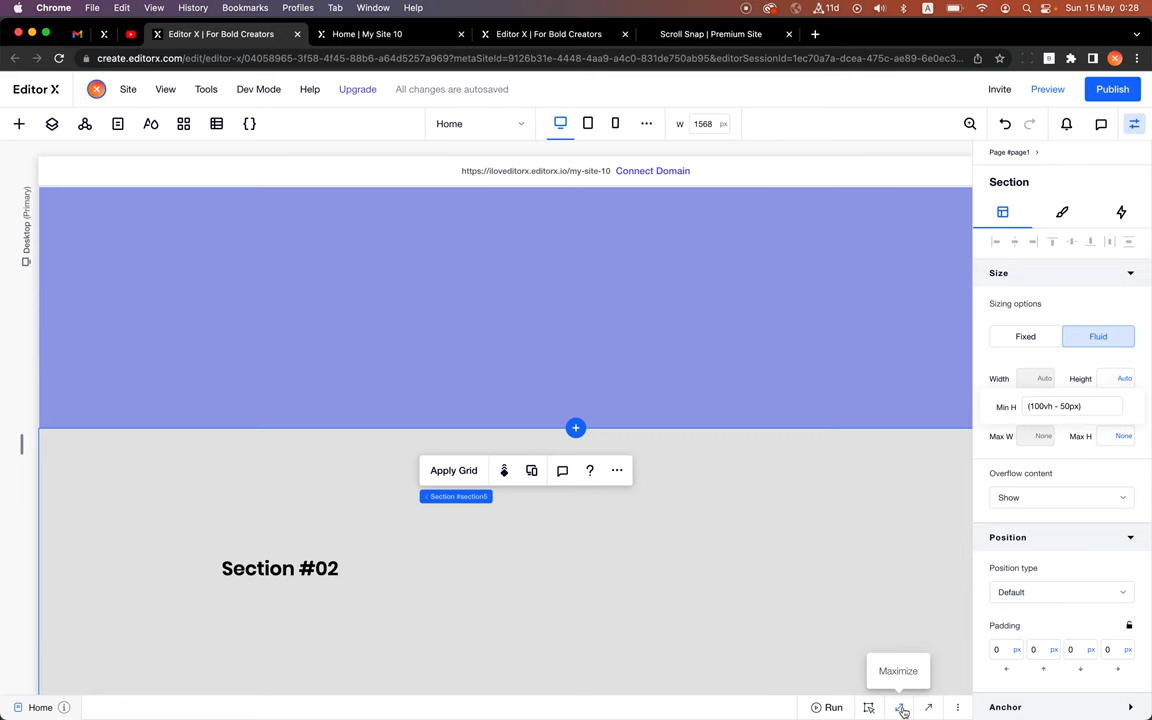 Chrome File Edit View History Bookmarks Profiles Tab Window Help 11d A Sun 15 May 0:28
Editor X | For Bold Creators Home | My Site 10 Editor X | For Bold Creators Scroll Snap | Premium Site
create.editorx.com/edit/editor-x/04058965-3f58-4f45-88b6-a64d5257a969?metaSiteId=9126b31e-4448-4aa9-a4c0-831de750ab95&editorSessionId=1ec70a7a-dcea-475c-ae89-6e0ec3...
Editor X Site View Tools Dev Mode Help Upgrade All changes are autosaved Invite Preview Publish
Home W 1568 px
Page #page1
https://iloveditorx.editorx.io/my-site-10 Connect Domain
Section
Desktop (Primary)
Size
Sizing options
Fixed Fluid
Width Auto Height Auto
Min H (100vh - 50px)
Max W None Max H None
Apply Grid ?
Section #section5
Overflow content
Show
Position
Section #02
Position type
Default
Padding
0 px 0 px 0 px 0 px
Maximize
Home Run
Anchor